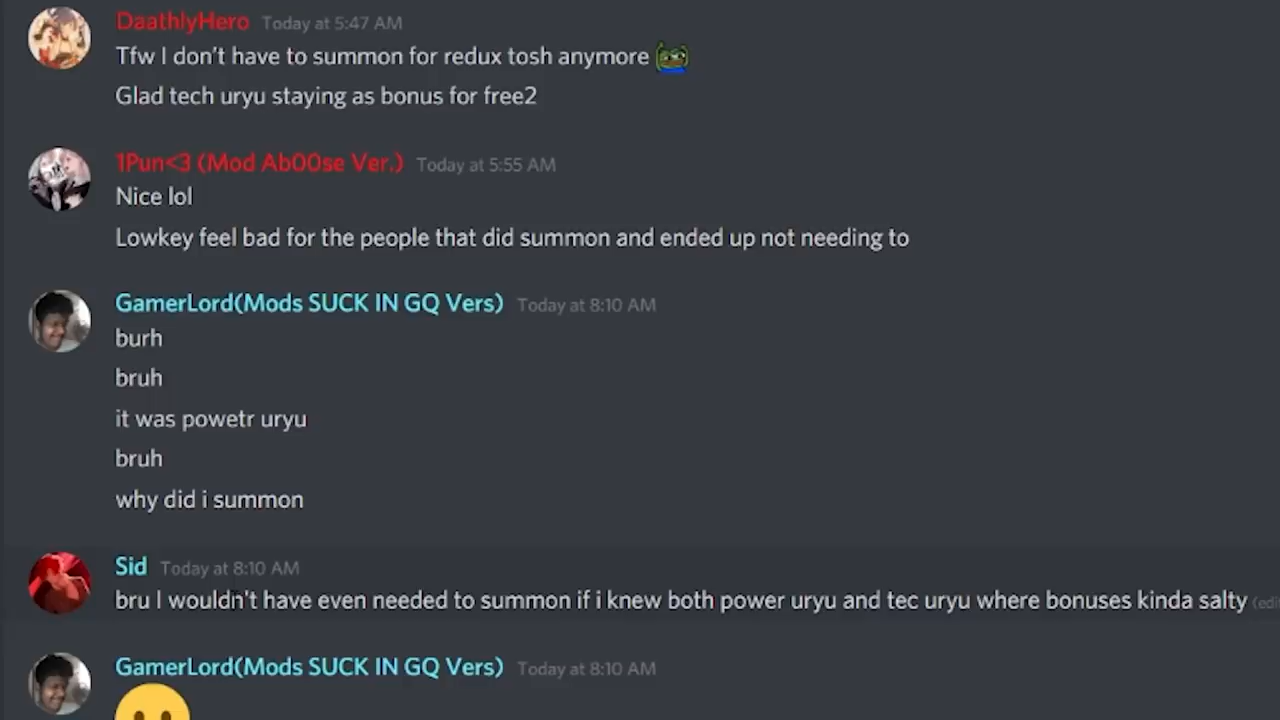 DaathlyHero Today at 5:47 AM
Tfw I don't have to summon for redux tosh anymore
Glad tech uryu staying as bonus for free2
1Pun<3 (Mod Ab00se Ver.) Today at 5:55 AM
Nice lol
Lowkey feel bad for the people that did summon and ended up not needing to
GamerLord(Mods SUCK IN GQ Vers) Today at 8:10 AM
burh
bruh
it was powetr uryu
bruh
why did i summon
Sid Today at 8:10 AM
bru I wouldn't have even needed to summon if i knew both power uryu and tec uryu where bonuses kinda salty (edi
GamerLord(Mods SUCK IN GQ Vers) Today at 8:10 AM